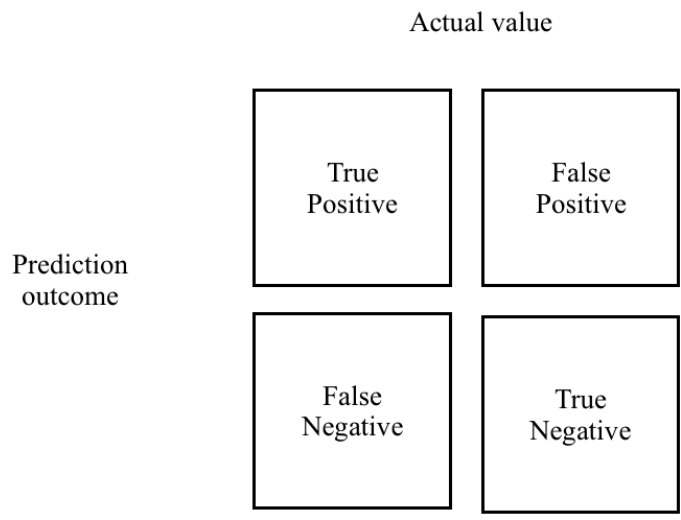 Actual value
True
Positive
False
Positive
Prediction
outcome
False
Negative
True
Negative